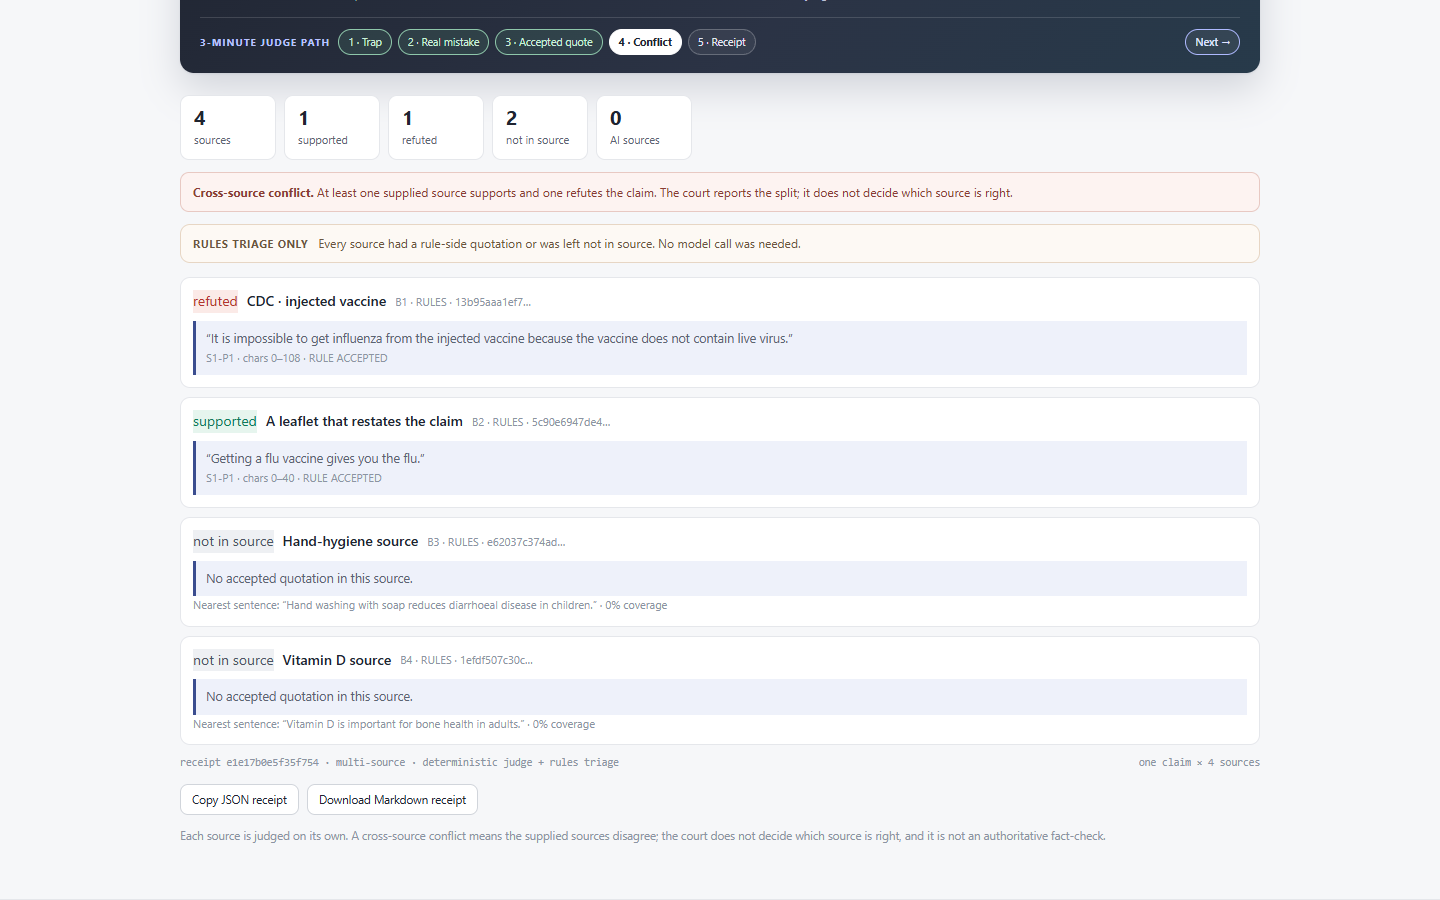 3-MINUTE JUDGE PATH 1 · Trap 2 · Real mistake 3 · Accepted quote 4 · Conflict 5 · Receipt Next →
4 1 1 2 0
sources supported refuted not in source AI sources
Cross-source conflict. At least one supplied source supports and one refutes the claim. The court reports the split; it does not decide which source is right.
RULES TRIAGE ONLY Every source had a rule-side quotation or was left not in source. No model call was needed.
refuted CDC · injected vaccine B1 · RULES · 13b95aaa1ef7...
“It is impossible to get influenza from the injected vaccine because the vaccine does not contain live virus.”
S1-P1 · chars 0–108 · RULE ACCEPTED
supported A leaflet that restates the claim B2 · RULES · 5c90e6947de4...
“Getting a flu vaccine gives you the flu.”
S1-P1 · chars 0–40 · RULE ACCEPTED
not in source Hand-hygiene source B3 · RULES · e62037c374ad...
No accepted quotation in this source.
Nearest sentence: “Hand washing with soap reduces diarrhoeal disease in children.” · 0% coverage
not in source Vitamin D source B4 · RULES · 1efdf507c30c...
No accepted quotation in this source.
Nearest sentence: “Vitamin D is important for bone health in adults.” · 0% coverage
receipt e1e17b0e5f35f754 · multi-source · deterministic judge + rules triage one claim × 4 sources
Copy JSON receipt Download Markdown receipt
Each source is judged on its own. A cross-source conflict means the supplied sources disagree; the court does not decide which source is right, and it is not an authoritative fact-check.